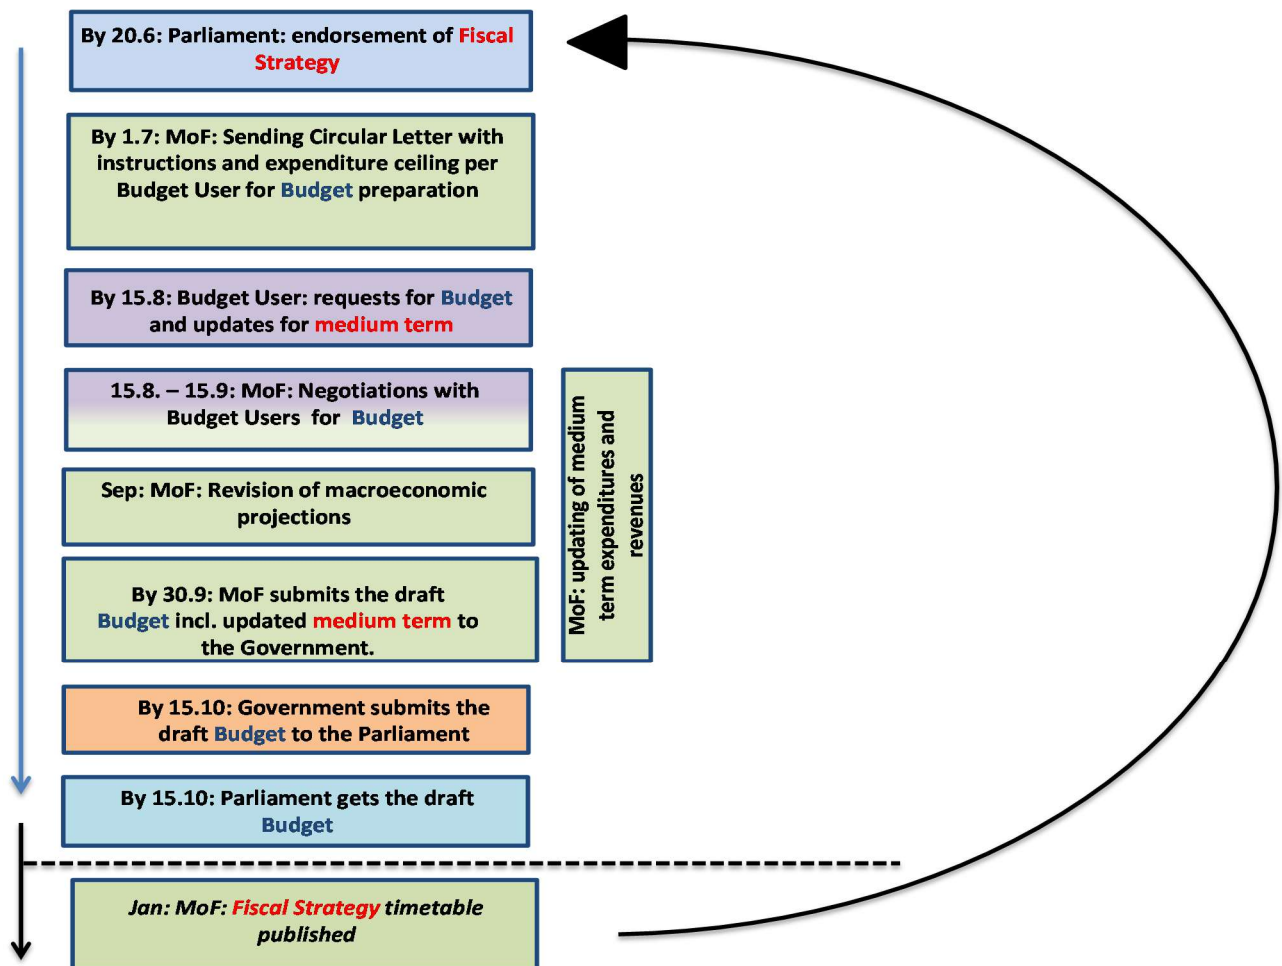 By 20.6: Parliament: endorsement of Fiscal
Strategy
By 1.7: MoF: Sending Circular Letter with
instructions and expenditure ceiling per
Budget User for Budget preparation
By 15.8: Budget User: requests for Budget
and updates for medium term
15.8. – 15.9: MoF: Negotiations with
Budget Users for Budget
Sep: MoF: Revision of macroeconomic
projections
By 30.9: MoF submits the draft
Budget incl. updated medium term to
the Government.
MoF: updating of medium
term expenditures and
revenues
By 15.10: Government submits the
draft Budget to the Parliament
By 15.10: Parliament gets the draft
Budget
Jan: MoF: Fiscal Strategy timetable
published